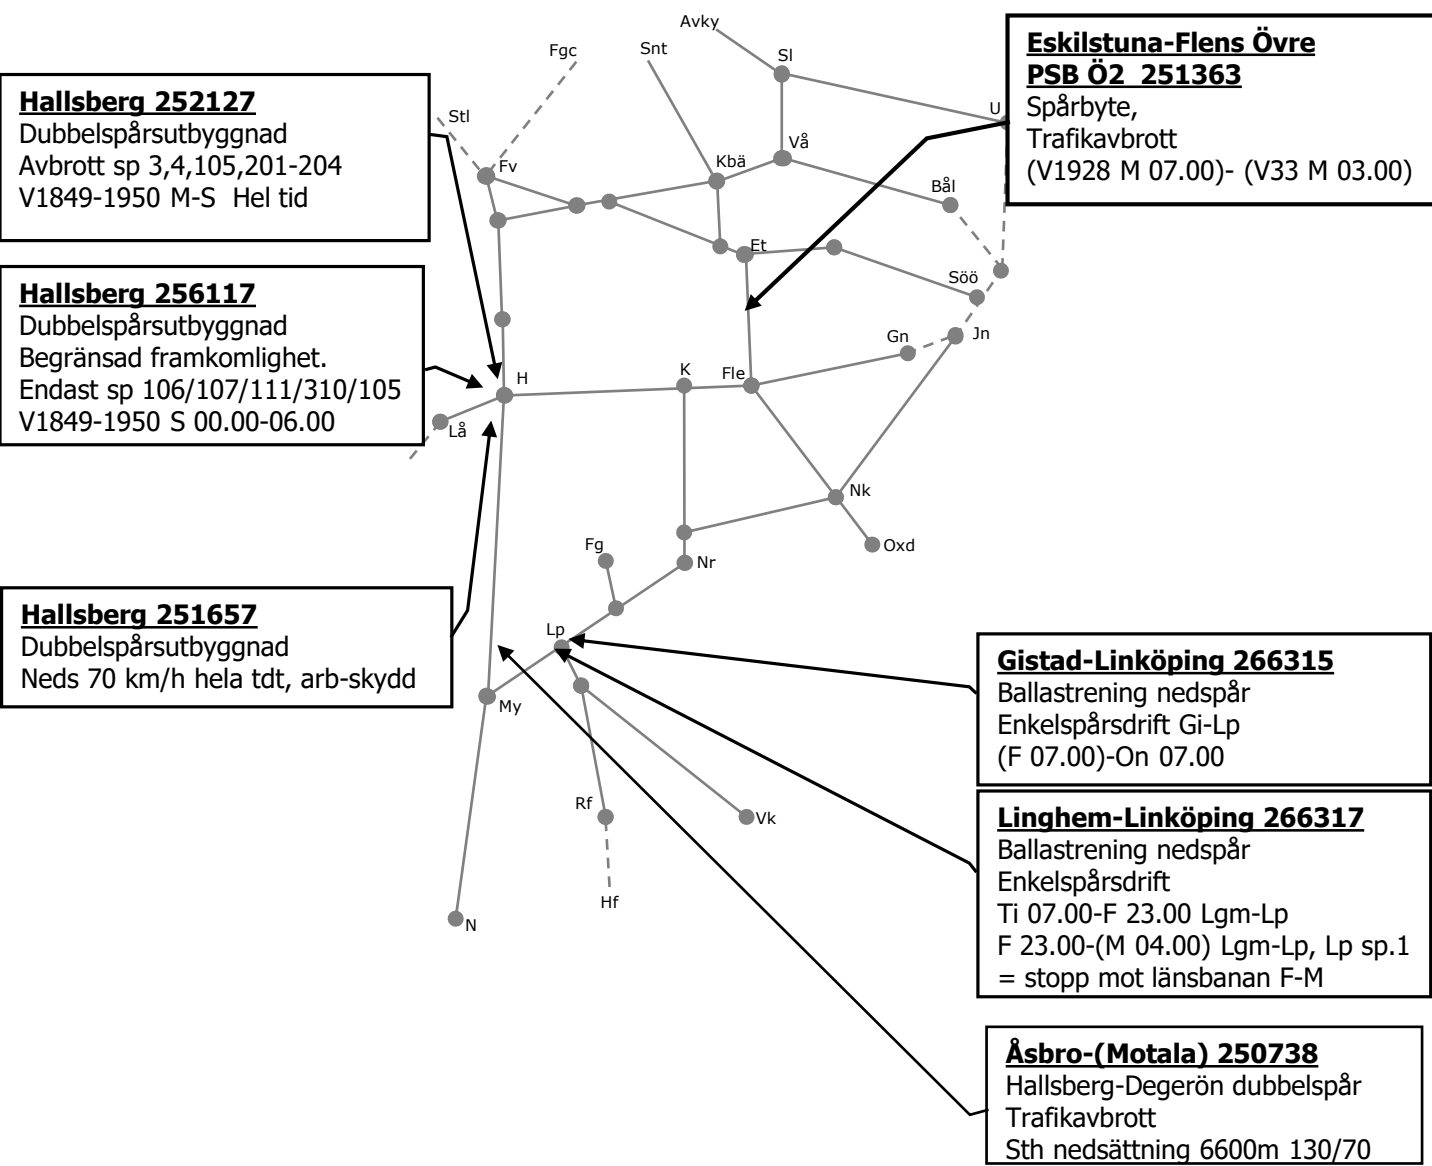 Avky
Fgc
Snt
Sl
U
Stl
Fv
Kbä
Vå
Bål
Et
Söö
Gn
Jn
H
K
Fle
Lå
Nk
Oxd
Fg
Nr
Lp
My
Rf
Vk
Hf
N
Hallsberg 252127
Dubbelspårsutbyggnad
Avbrott sp 3,4,105,201-204
V1849-1950 M-S Hel tid
Hallsberg 256117
Dubbelspårsutbyggnad
Begränsad framkomlighet.
Endast sp 106/107/111/310/105
V1849-1950 S 00.00-06.00
Hallsberg 251657
Dubbelspårsutbyggnad
Neds 70 km/h hela tdt, arb-skydd
Eskilstuna-Flens Övre
PSB Ö2 251363
Spårbyte,
Trafikavbrott
(V1928 M 07.00)- (V33 M 03.00)
Gistad-Linköping 266315
Ballastrening nedspår
Enkelspårsdrift Gi-Lp
(F 07.00)-On 07.00
Linghem-Linköping 266317
Ballastrening nedspår
Enkelspårsdrift
Ti 07.00-F 23.00 Lgm-Lp
F 23.00-(M 04.00) Lgm-Lp, Lp sp.1
= stopp mot länsbanan F-M
Åsbro-(Motala) 250738
Hallsberg-Degerön dubbelspår
Trafikavbrott
Sth nedsättning 6600m 130/70